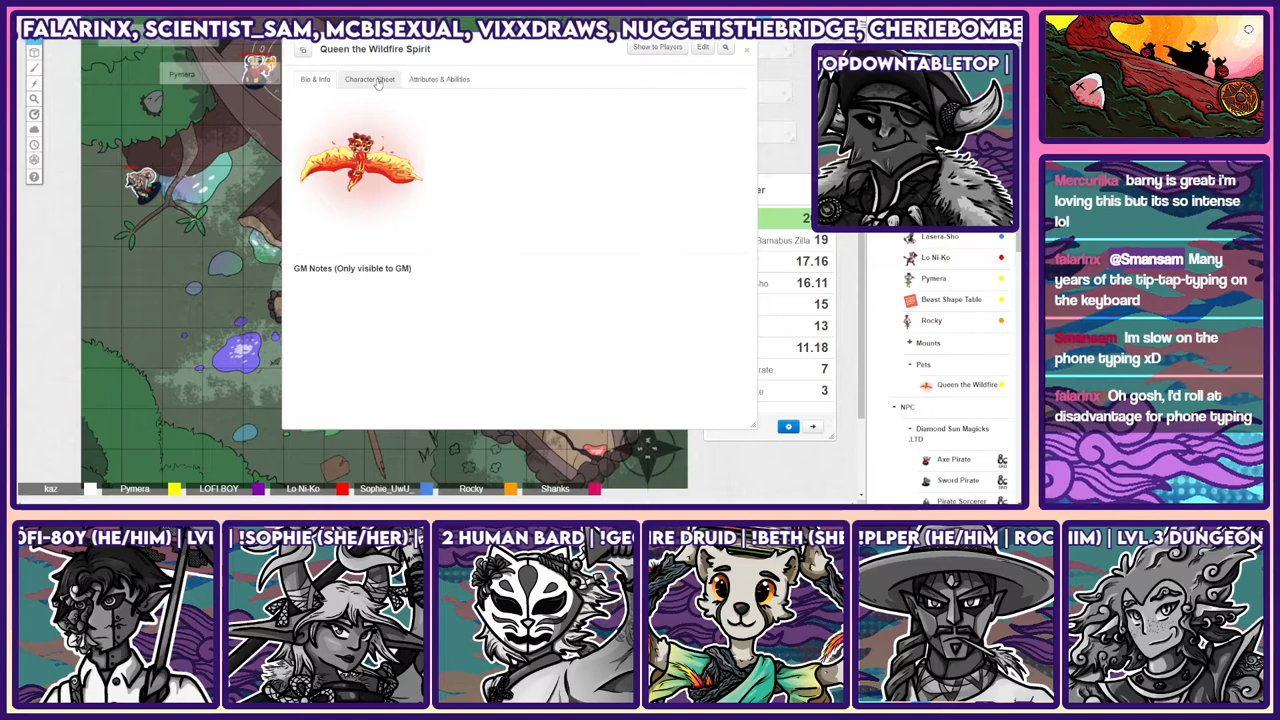 FALARINX, SCIENTIST_SAM, MCBISEXUAL, VIXXDRAWS, NUGGETISTHEBRIDGE, CHERIEBOMBE
Pymera
Queen the Wildfire Spirit
Show to Players
Edit
Bio & Info
Character Sheet
Attributes & Abilities
GM Notes (Only visible to GM)
Barnabus Zilla 19
17.16
16.11
15
13
11.18
7
3
Lasera-Sho
Lo Ni-Ko
Pymera
Beast Shape Table
Rocky
Mounts
Pets
Queen the Wildfire
NPC
Diamond Sun Magicks
.LTD
Axe Pirate
Sword Pirate
Pirate Sorcerer
kaz
Pymera
LOFI BOY
Lo Ni-Ko
Sophie_UwU_
Rocky
Shanks
TOPDOWNTABLETOP |
Mercurlika barny is great i'm
loving this but its so intense
lol
falarinx @Smansam Many
years of the tip-tap-typing on
the keyboard
Smansam Im slow on the
phone typing xD
falarinx Oh gosh, I'd roll at
disadvantage for phone typing
OFI-80Y (HE/HIM) | LVL
!SOPHIE (SHE/HER) |
2 HUMAN BARD | !GEO
IRE DRUID | !BETH (SHE
!PLPER (HE/HIM | ROC
HIM) | LVL.3 DUNGEON